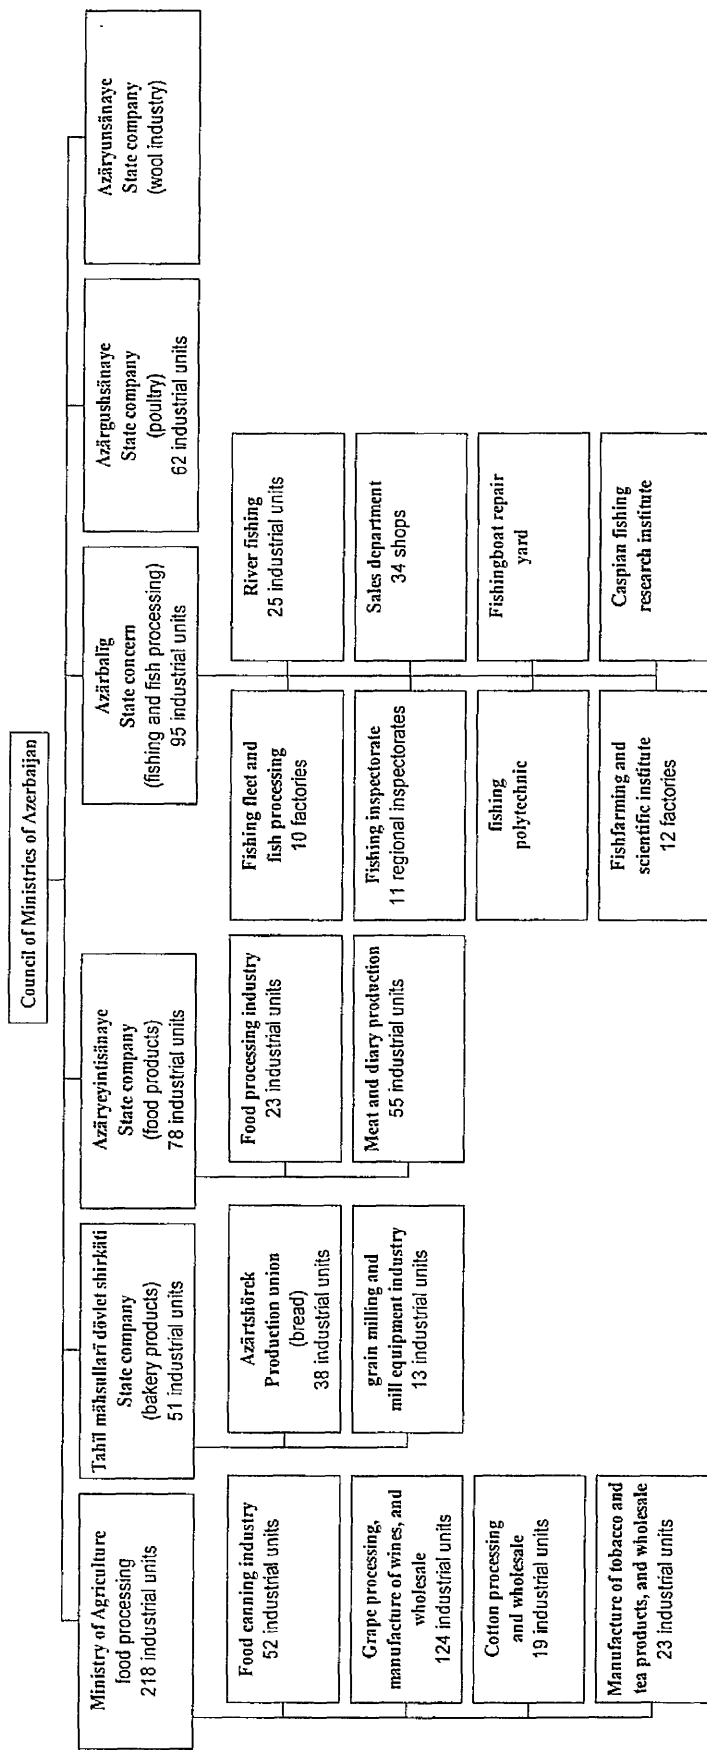 Council of Ministries of Azerbaijan
Ministry of Agriculture
food processing
218 industrial units
Food canning industry
52 industrial units
Grape processing,
manufacture of wines, and
wholesale
124 industrial units
Cotton processing
and wholesale
19 industrial units
Manufacture of tobacco and
tea products, and wholesale
23 industrial units
Tahïl mähsullarï dövlet shirkäti
State company
(bakery products)
51 industrial units
Azärtshörek
Production union
(bread)
38 industrial units
grain milling and
mill equipment industry
13 industrial units
Azäryeyintisänaye
State company
(food products)
78 industrial units
Food processing industry
23 industrial units
Meat and diary production
55 industrial units
Azärbalïg
State concern
(fishing and fish processing)
95 industrial units
Fishing fleet and
fish processing
10 factories
River fishing
25 industrial units
Fishing inspectorate
11 regional inspectorates
Sales department
34 shops
fishing
polytechnic
Fishingboat repair
yard
Fishfarming and
scientific institute
12 factories
Caspian fishing
research institute
Azärgushsänaye
State company
(poultry)
62 industrial units
Azäryunsänaye
State company
(wool industry)